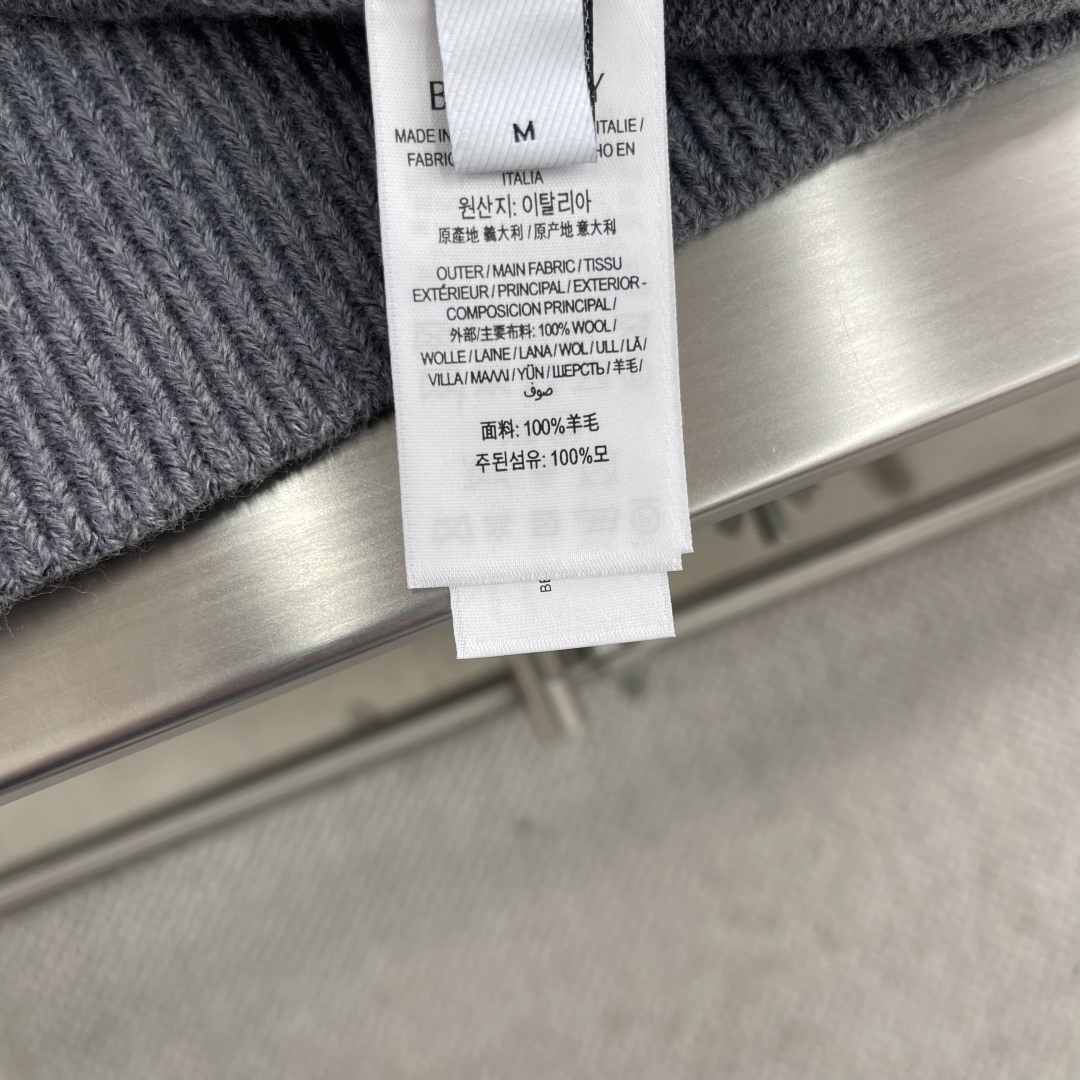 M
MADE IN ITALIE /
HO EN
ITALIA
원산지: 이탈리아
原產地 義大利 / 原产地 意大利
OUTER / MAIN FABRIC / TISSU
EXTÉRIEUR / PRINCIPAL / EXTERIOR -
COMPOSICION PRINCIPAL /
外部/主要布料: 100% WOOL /
WOLLE / LAINE / LANA / WOL / ULL / LÃ /
VILLA / ΜΑΛΛΙ / YÜN / ШЕРСТЬ / 羊毛 /
صوف
面料: 100%羊毛
주된섬유: 100%모